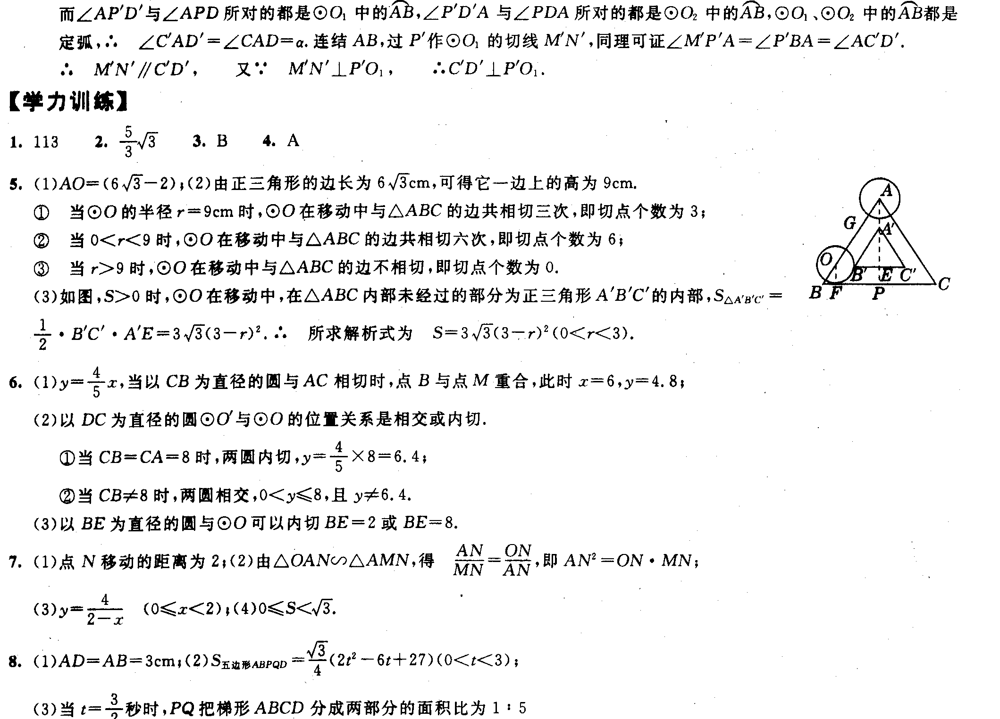 而∠AP′D′与∠APD所对的都是⊙O₁中的A͡B,∠P′D′A与∠PDA所对的都是⊙O₂中的A͡B,⊙O₁、⊙O₂中的A͡B都是
定弧,∴ ∠C′AD′=∠CAD=α.连结AB,过P′作⊙O₁的切线M′N′,同理可证∠M′P′A=∠P′BA=∠AC′D′.
∴ M′N′∥C′D′, 又∵ M′N′⊥P′O₁, ∴C′D′⊥P′O₁.
【学力训练】
1. 113 2. 5/3√3 3. B 4. A
5. (1)AO=(6√3-2);(2)由正三角形的边长为6√3cm,可得它一边上的高为9cm.
① 当⊙O的半径r=9cm时,⊙O在移动中与△ABC的边共相切三次,即切点个数为3;
② 当0<r<9时,⊙O在移动中与△ABC的边共相切六次,即切点个数为6;
③ 当r>9时,⊙O在移动中与△ABC的边不相切,即切点个数为0.
(3)如图,S>0时,⊙O在移动中,在△ABC内部未经过的部分为正三角形A′B′C′的内部,S△A′B′C′=
1/2·B′C′·A′E=3√3(3-r)².∴ 所求解析式为 S=3√3(3-r)²(0<r<3).
A
G
A′
O
B′ E C′
B F P C
6. (1)y=4/5x,当以CB为直径的圆与AC相切时,点B与点M重合,此时x=6,y=4.8;
(2)以DC为直径的圆⊙O′与⊙O的位置关系是相交或内切.
①当CB=CA=8时,两圆内切,y=4/5×8=6.4;
②当CB≠8时,两圆相交,0<y≤8,且y≠6.4.
(3)以BE为直径的圆与⊙O可以内切BE=2或BE=8.
7. (1)点N移动的距离为2;(2)由△OAN∽△AMN,得 AN/MN=ON/AN,即AN²=ON·MN;
(3)y=4/(2-x) (0≤x<2);(4)0≤S<√3.
8. (1)AD=AB=3cm;(2)S五边形ABPQD=√3/4(2t²-6t+27)(0<t<3);
(3)当t=3/2秒时,PQ把梯形ABCD分成两部分的面积比为1:5